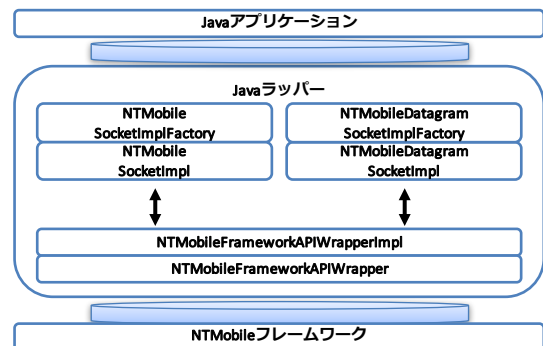 Javaアプリケーション
Javaラッパー
NTMobile
SocketImplFactory
NTMobile
SocketImpl
NTMobileDatagram
SocketImplFactory
NTMobileDatagram
SocketImpl
NTMobileFrameworkAPIWrapperImpl
NTMobileFrameworkAPIWrapper
NTMobileフレームワーク